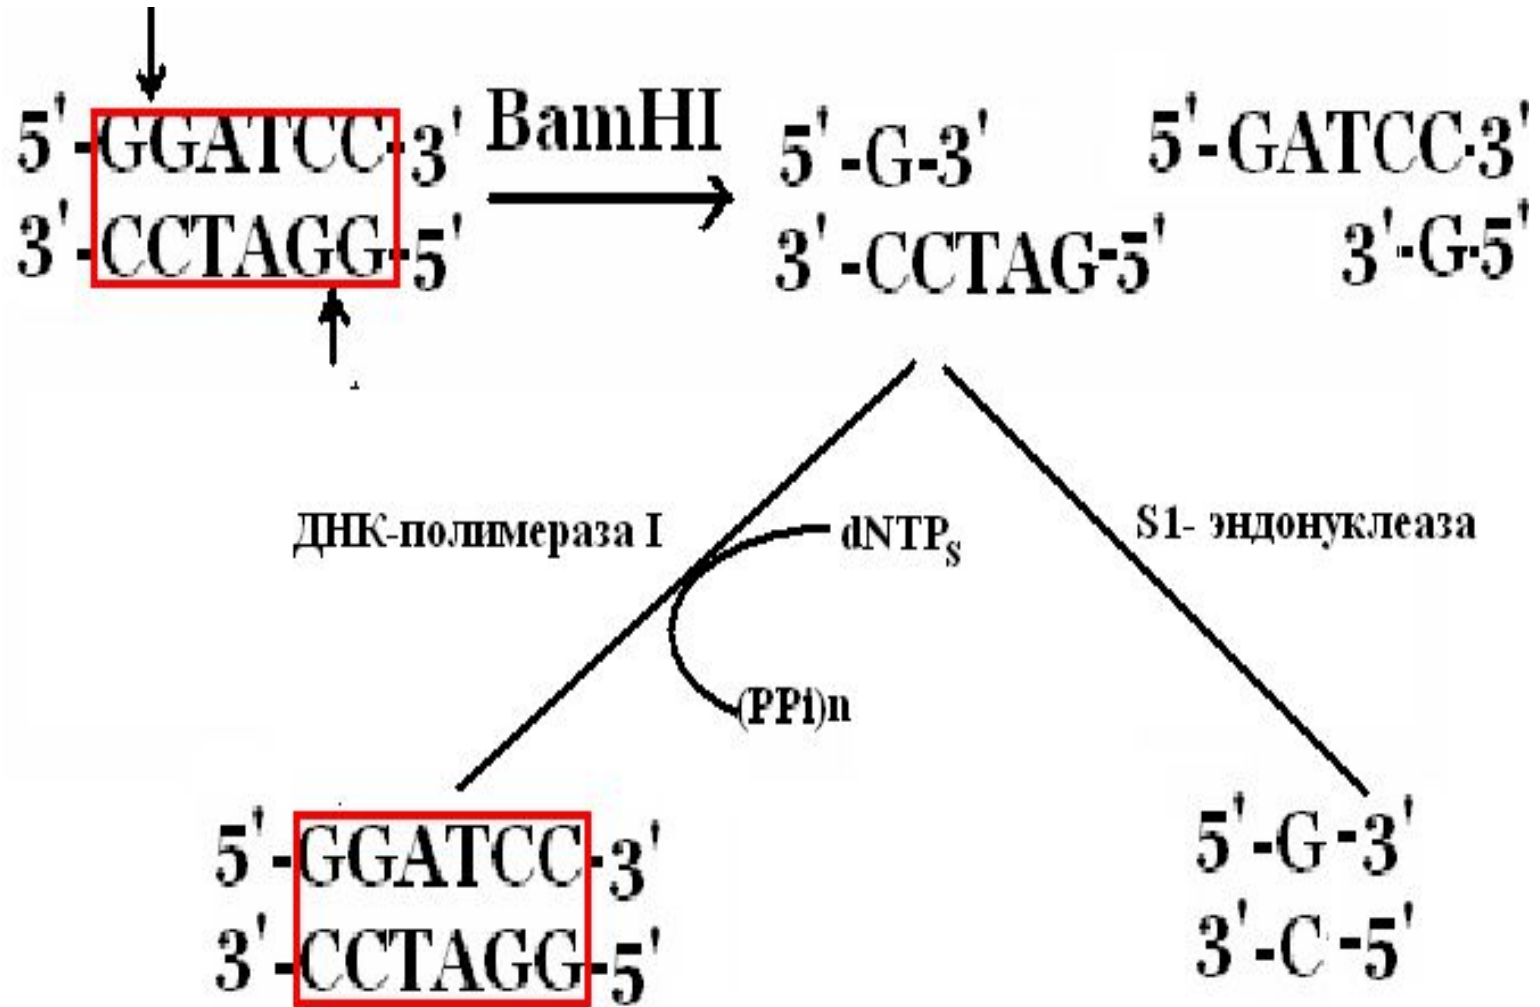 5'-GGATCC-3'
3'-CCTAGG-5'
BamHI
5'-G-3'
3'-CCTAG-5'
5'-GATCC-3'
3'-G-5'
ДНК-полимераза I
dNTPs
(PPi)n
S1- эндонуклеаза
5'-GGATCC-3'
3'-CCTAGG-5'
5'-G-3'
3'-C-5'